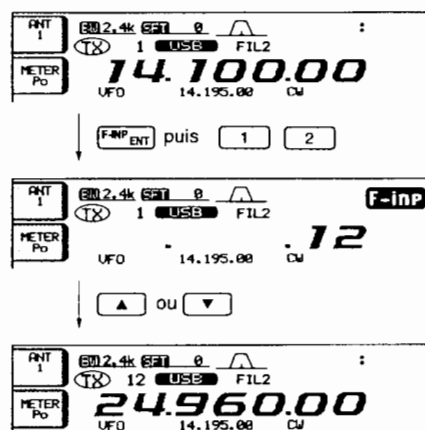 ANT 1 BW 2.4k SFT 0 :
TX 1 USB FIL2
METER Po 14.100.00
VFO 14.195.00 CW
F-INP ENT puis 1 2
ANT 1 BW 2.4k SFT 0 F-inP
TX 1 USB FIL2
METER Po . .12
VFO 14.195.00 CW
▲ ou ▼
ANT 1 BW 2.4k SFT 0 :
TX 12 USB FIL2
METER Po 24.960.00
VFO 14.195.00 CW